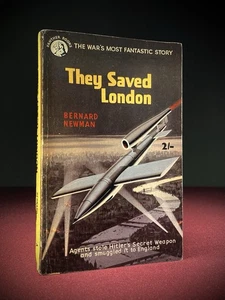 THE WAR'S MOST FANTASTIC STORY
They Saved
London
BERNARD
NEWMAN
2/-
Agents stole Hitler's Secret Weapon
and smuggled it to England